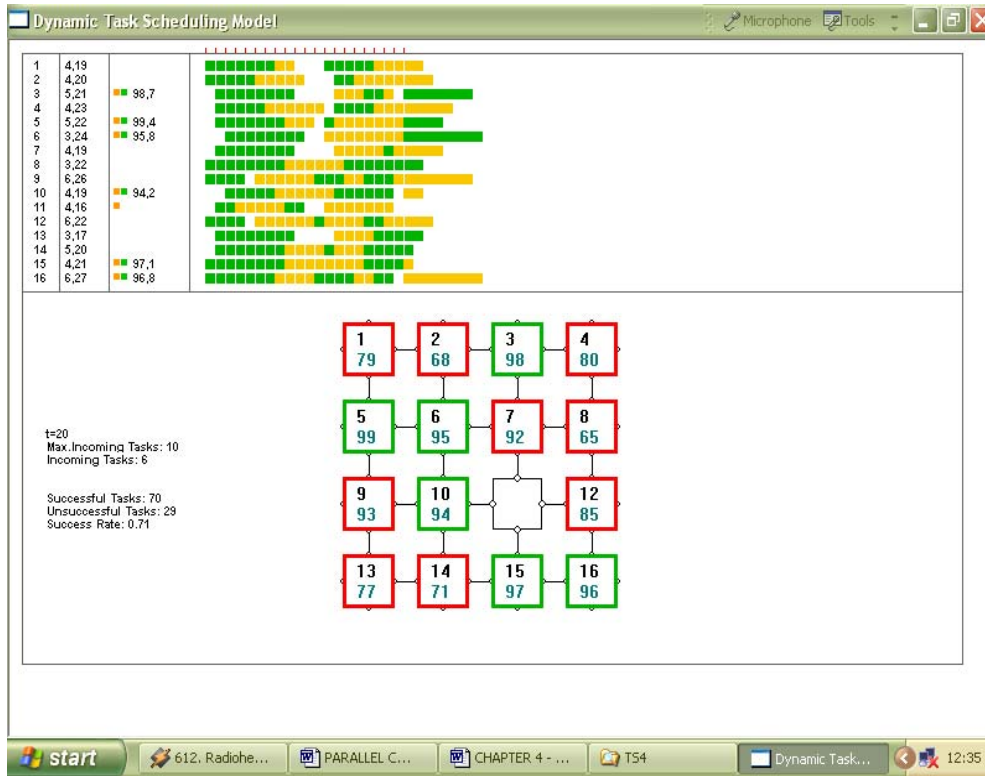 Dynamic Task Scheduling Model
Microphone Tools
1 4,19
2 4,20
3 5,21 98,7
4 4,23
5 5,22 99,4
6 3,24 95,8
7 4,19
8 3,22
9 6,26
10 4,19 94,2
11 4,16
12 6,22
13 3,17
14 5,20
15 4,21 97,1
16 6,27 96,8
1 2 3 4
79 68 98 80
5 6 7 8
99 95 92 65
t=20
Max.Incoming Tasks: 10
Incoming Tasks: 6
9 10 12
93 94 85
Successful Tasks: 70
Unsuccessful Tasks: 29
Success Rate: 0.71
13 14 15 16
77 71 97 96
start 612. Radiohe... PARALLEL C... CHAPTER 4 - ... TS4 Dynamic Task... 12:35